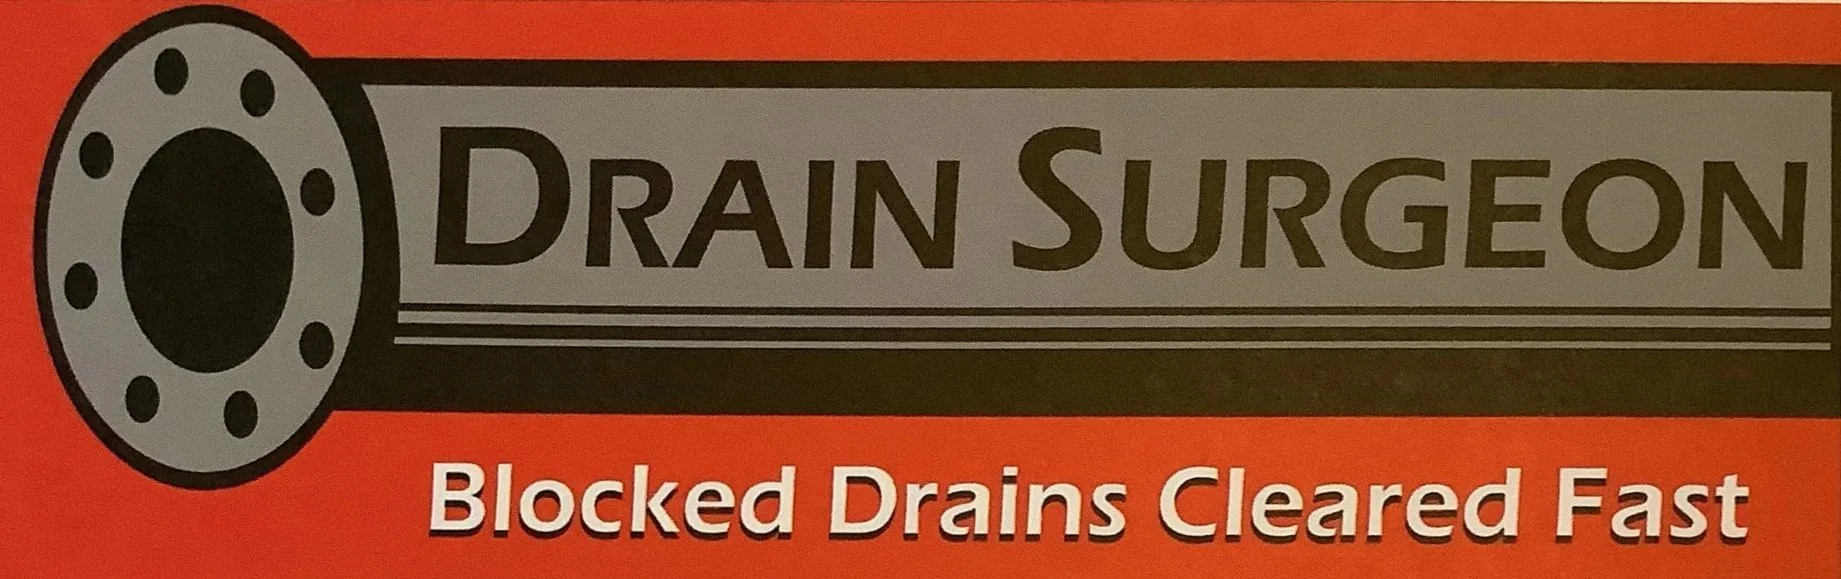 DRAIN SURGEON
Blocked Drains Cleared Fast